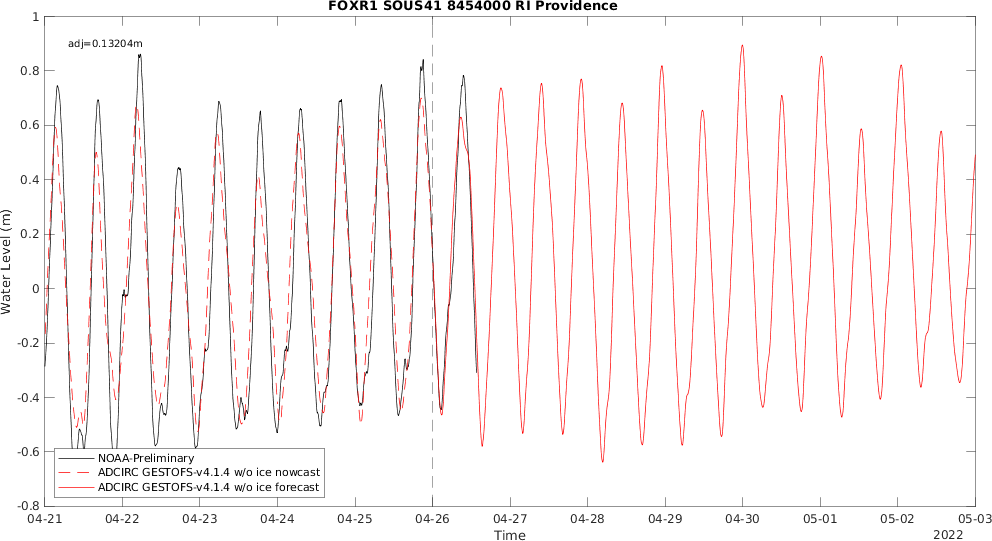 FOXR1 SOUS41 8454000 RI Providence
adj=0.13204m
Water Level (m)
1
0.8
0.6
0.4
0.2
0
-0.2
-0.4
-0.6
-0.8
NOAA-Preliminary
ADCIRC GESTOFS-v4.1.4 w/o ice nowcast
ADCIRC GESTOFS-v4.1.4 w/o ice forecast
04-21 04-22 04-23 04-24 04-25 04-26 04-27 04-28 04-29 04-30 05-01 05-02 05-03
Time
2022